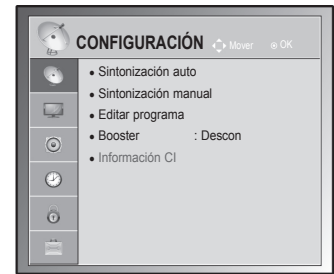 CONFIGURACIÓN Mover OK
• Sintonización auto
• Sintonización manual
• Editar programa
• Booster : Descon
• Información CI